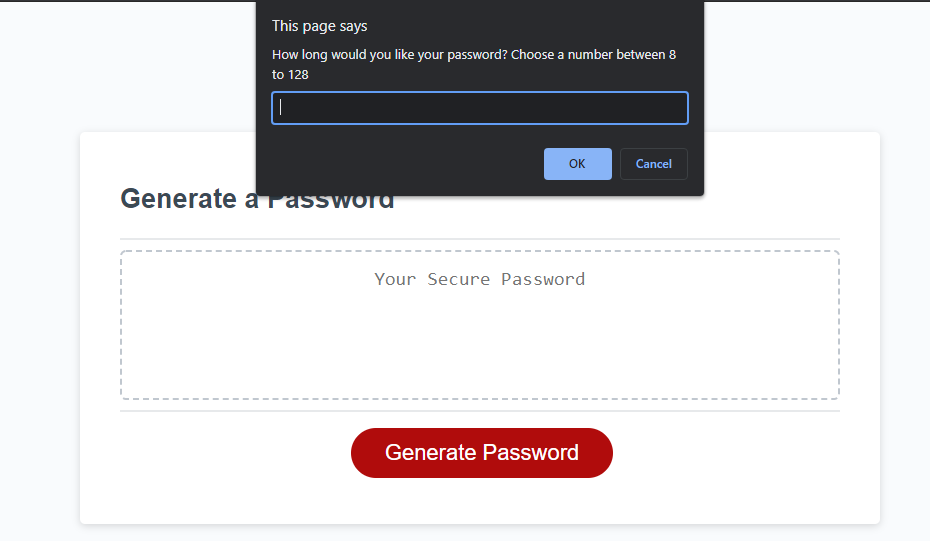 This page says
How long would you like your password? Choose a number between 8
to 128
OK
Cancel
Generate a Password
Your Secure Password
Generate Password